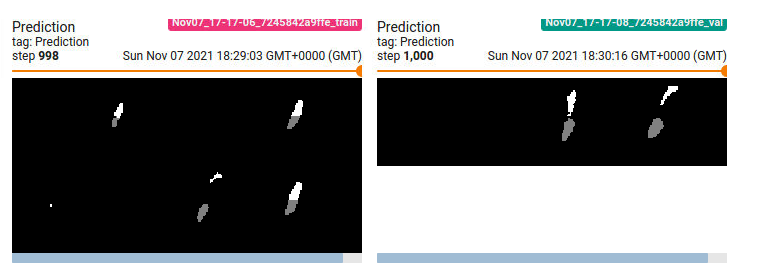 Prediction
Nov07_17-17-06_7245842a9ffe_train
tag: Prediction
step 998
Sun Nov 07 2021 18:29:03 GMT+0000 (GMT)
Prediction
Nov07_17-17-08_7245842a9ffe_val
tag: Prediction
step 1,000
Sun Nov 07 2021 18:30:16 GMT+0000 (GMT)